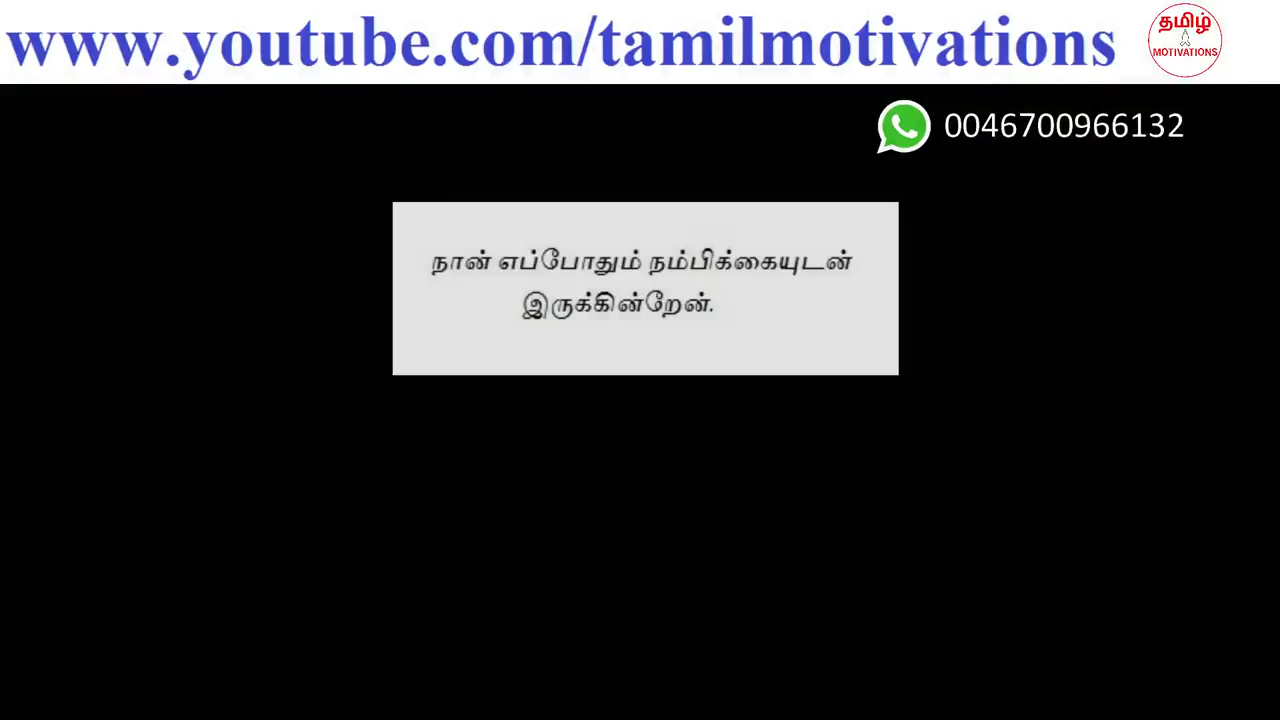 www.youtube.com/tamilmotivations
தமிழ்
MOTIVATIONS
0046700966132
நான் எப்போதும் நம்பிக்கையுடன்
இருக்கின்றேன்.